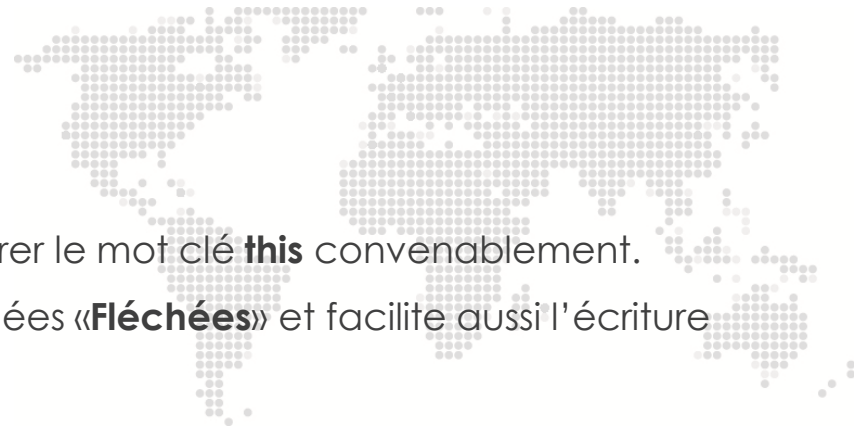 rer le mot clé this convenablement.
ées «Fléchées» et facilite aussi l'écriture